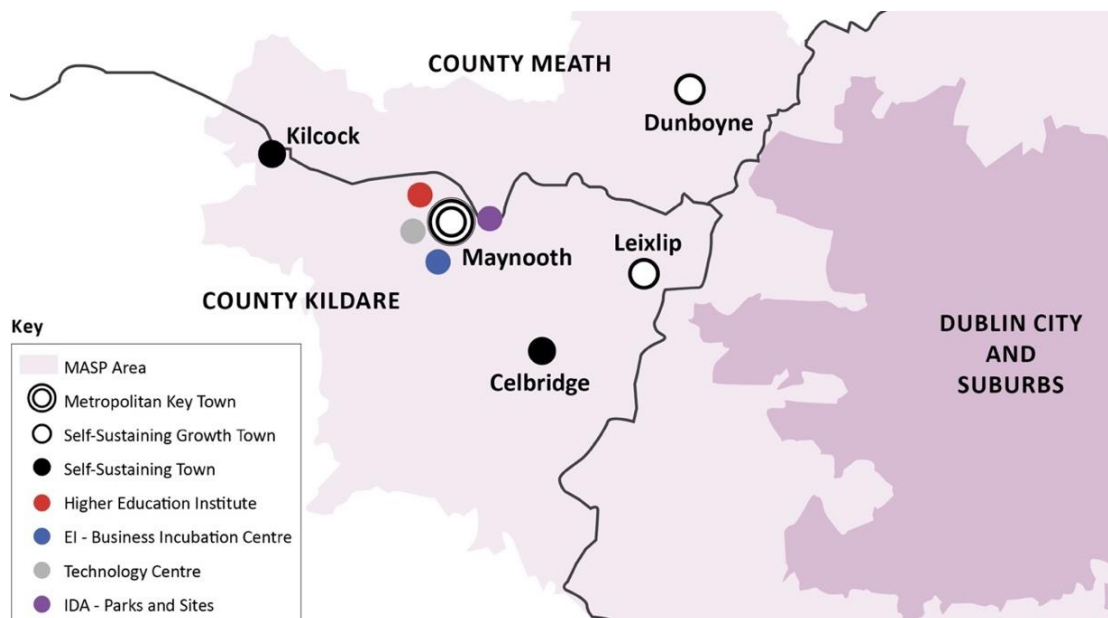 COUNTY MEATH
Dunboyne
Kilcock
Maynooth
Leixlip
COUNTY KILDARE
Celbridge
DUBLIN CITY
AND
SUBURBS
Key
MASP Area
Metropolitan Key Town
Self-Sustaining Growth Town
Self-Sustaining Town
Higher Education Institute
EI - Business Incubation Centre
Technology Centre
IDA - Parks and Sites